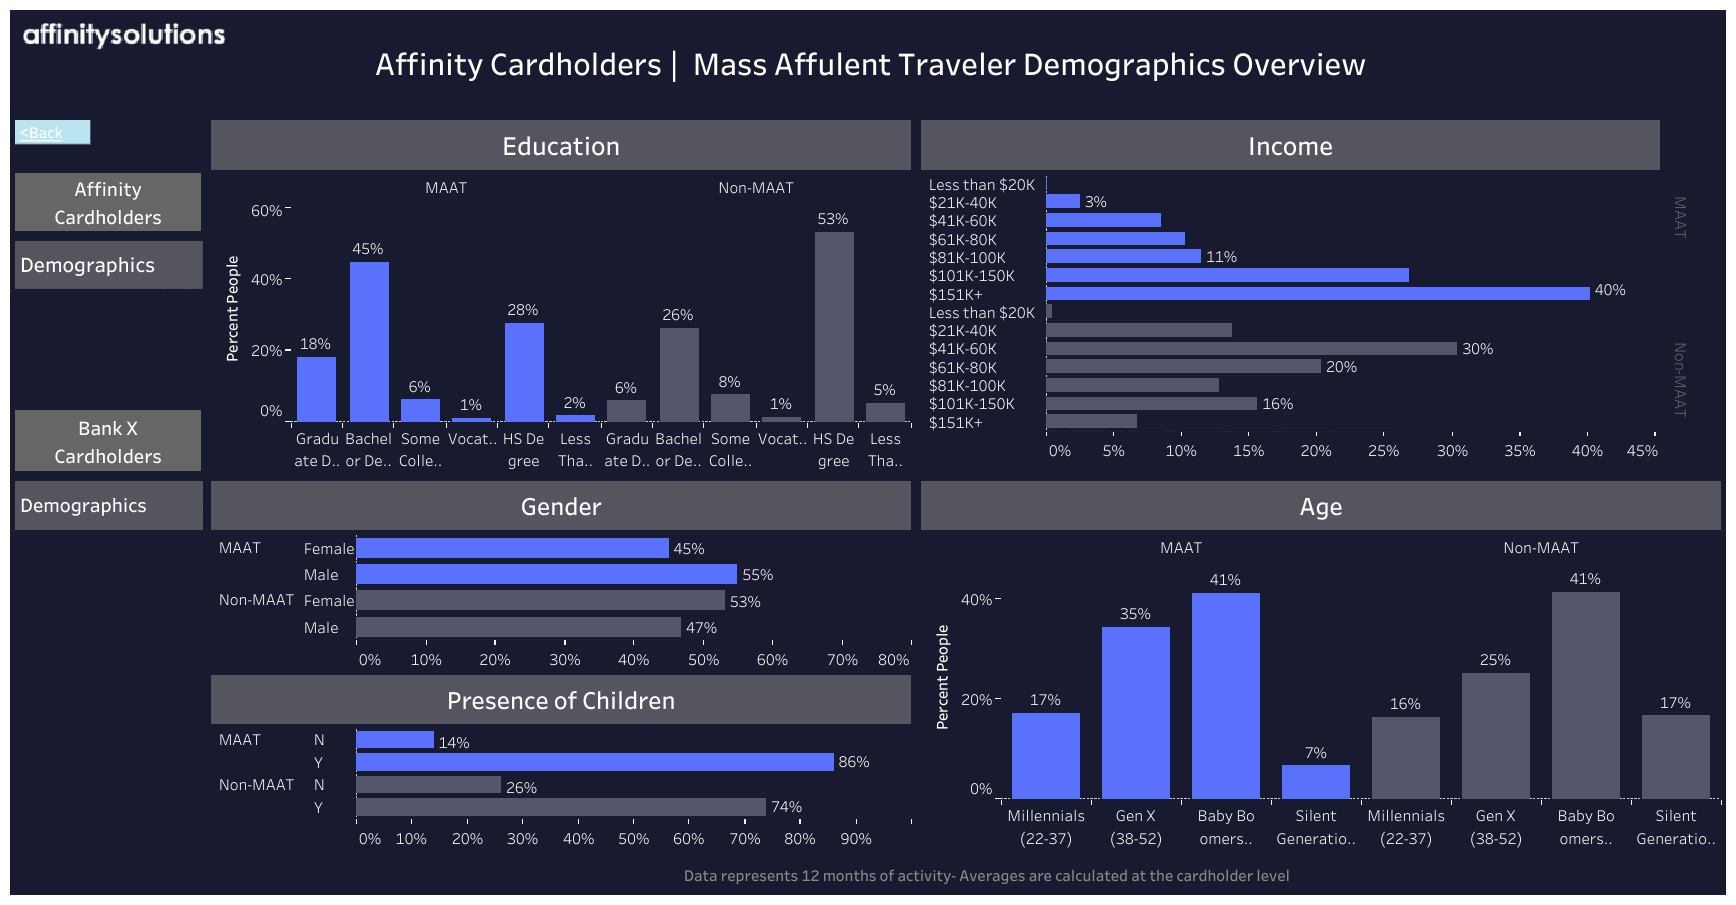 affinitysolutions
Affinity Cardholders | Mass Affulent Traveler Demographics Overview
<Back
Affinity
Cardholders
Demographics
Bank X
Cardholders
Demographics
Education
MAAT Non-MAAT
Percent People
60%
40%
20%
0%
18% 45% 6% 1% 28% 2% 6% 26% 8% 1% 53% 5%
Gradu Bachel Some Vocat.. HS De Less Gradu Bachel Some Vocat.. HS De Less
ate D.. or De.. Colle.. gree Tha.. ate D.. or De.. Colle.. gree Tha..
Income
Less than $20K
$21K-40K 3%
$41K-60K
$61K-80K
$81K-100K 11%
$101K-150K
$151K+ 40%
MAAT
Less than $20K
$21K-40K
$41K-60K 30%
$61K-80K 20%
$81K-100K
$101K-150K 16%
$151K+
Non-MAAT
0% 5% 10% 15% 20% 25% 30% 35% 40% 45%
Gender
MAAT Female 45%
Male 55%
Non-MAAT Female 53%
Male 47%
0% 10% 20% 30% 40% 50% 60% 70% 80%
Presence of Children
MAAT N 14%
Y 86%
Non-MAAT N 26%
Y 74%
0% 10% 20% 30% 40% 50% 60% 70% 80% 90%
Age
MAAT Non-MAAT
Percent People
40%
20%
0%
17% 35% 41% 7% 16% 25% 41% 17%
Millennials Gen X Baby Bo Silent Millennials Gen X Baby Bo Silent
(22-37) (38-52) omers.. Generatio.. (22-37) (38-52) omers.. Generatio..
Data represents 12 months of activity- Averages are calculated at the cardholder level